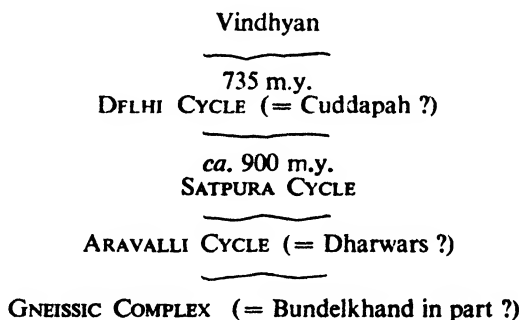 Vindhyan
735 m.y.
DFLHI CYCLE (= Cuddapah ?)
ca. 900 m.y.
SATPURA CYCLE
ARAVALLI CYCLE (= Dharwars ?)
GNEISSIC COMPLEX (= Bundelkhand in part ?)